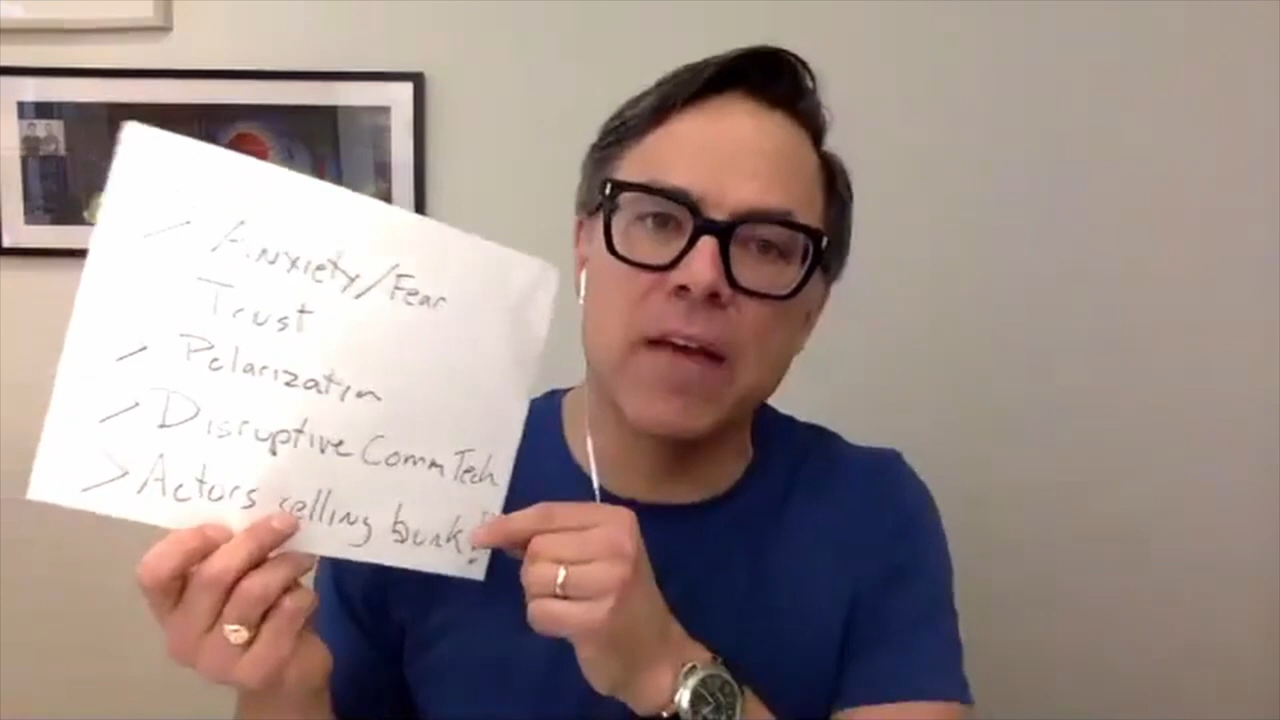 Anxiety/Fear
Trust
Polarization
Disruptive Comm Tech
Actors selling bunk!